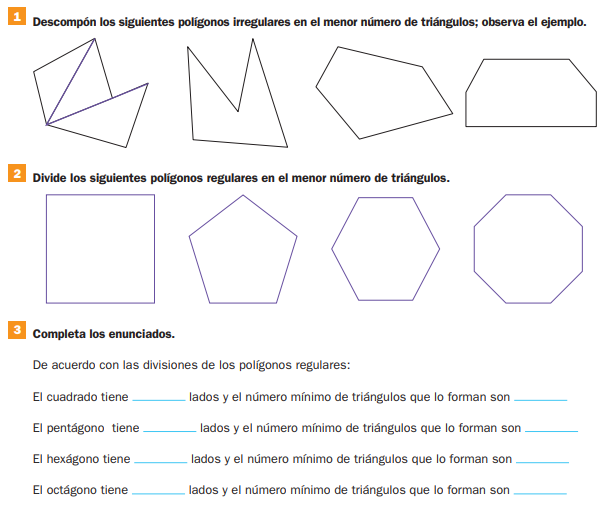 1 Descompón los siguientes polígonos irregulares en el menor número de triángulos; observa el ejemplo.
2 Divide los siguientes polígonos regulares en el menor número de triángulos.
3 Completa los enunciados.
De acuerdo con las divisiones de los polígonos regulares:
El cuadrado tiene ________ lados y el número mínimo de triángulos que lo forman son ________
El pentágono tiene ________ lados y el número mínimo de triángulos que lo forman son ________
El hexágono tiene ________ lados y el número mínimo de triángulos que lo forman son ________
El octágono tiene ________ lados y el número mínimo de triángulos que lo forman son ________